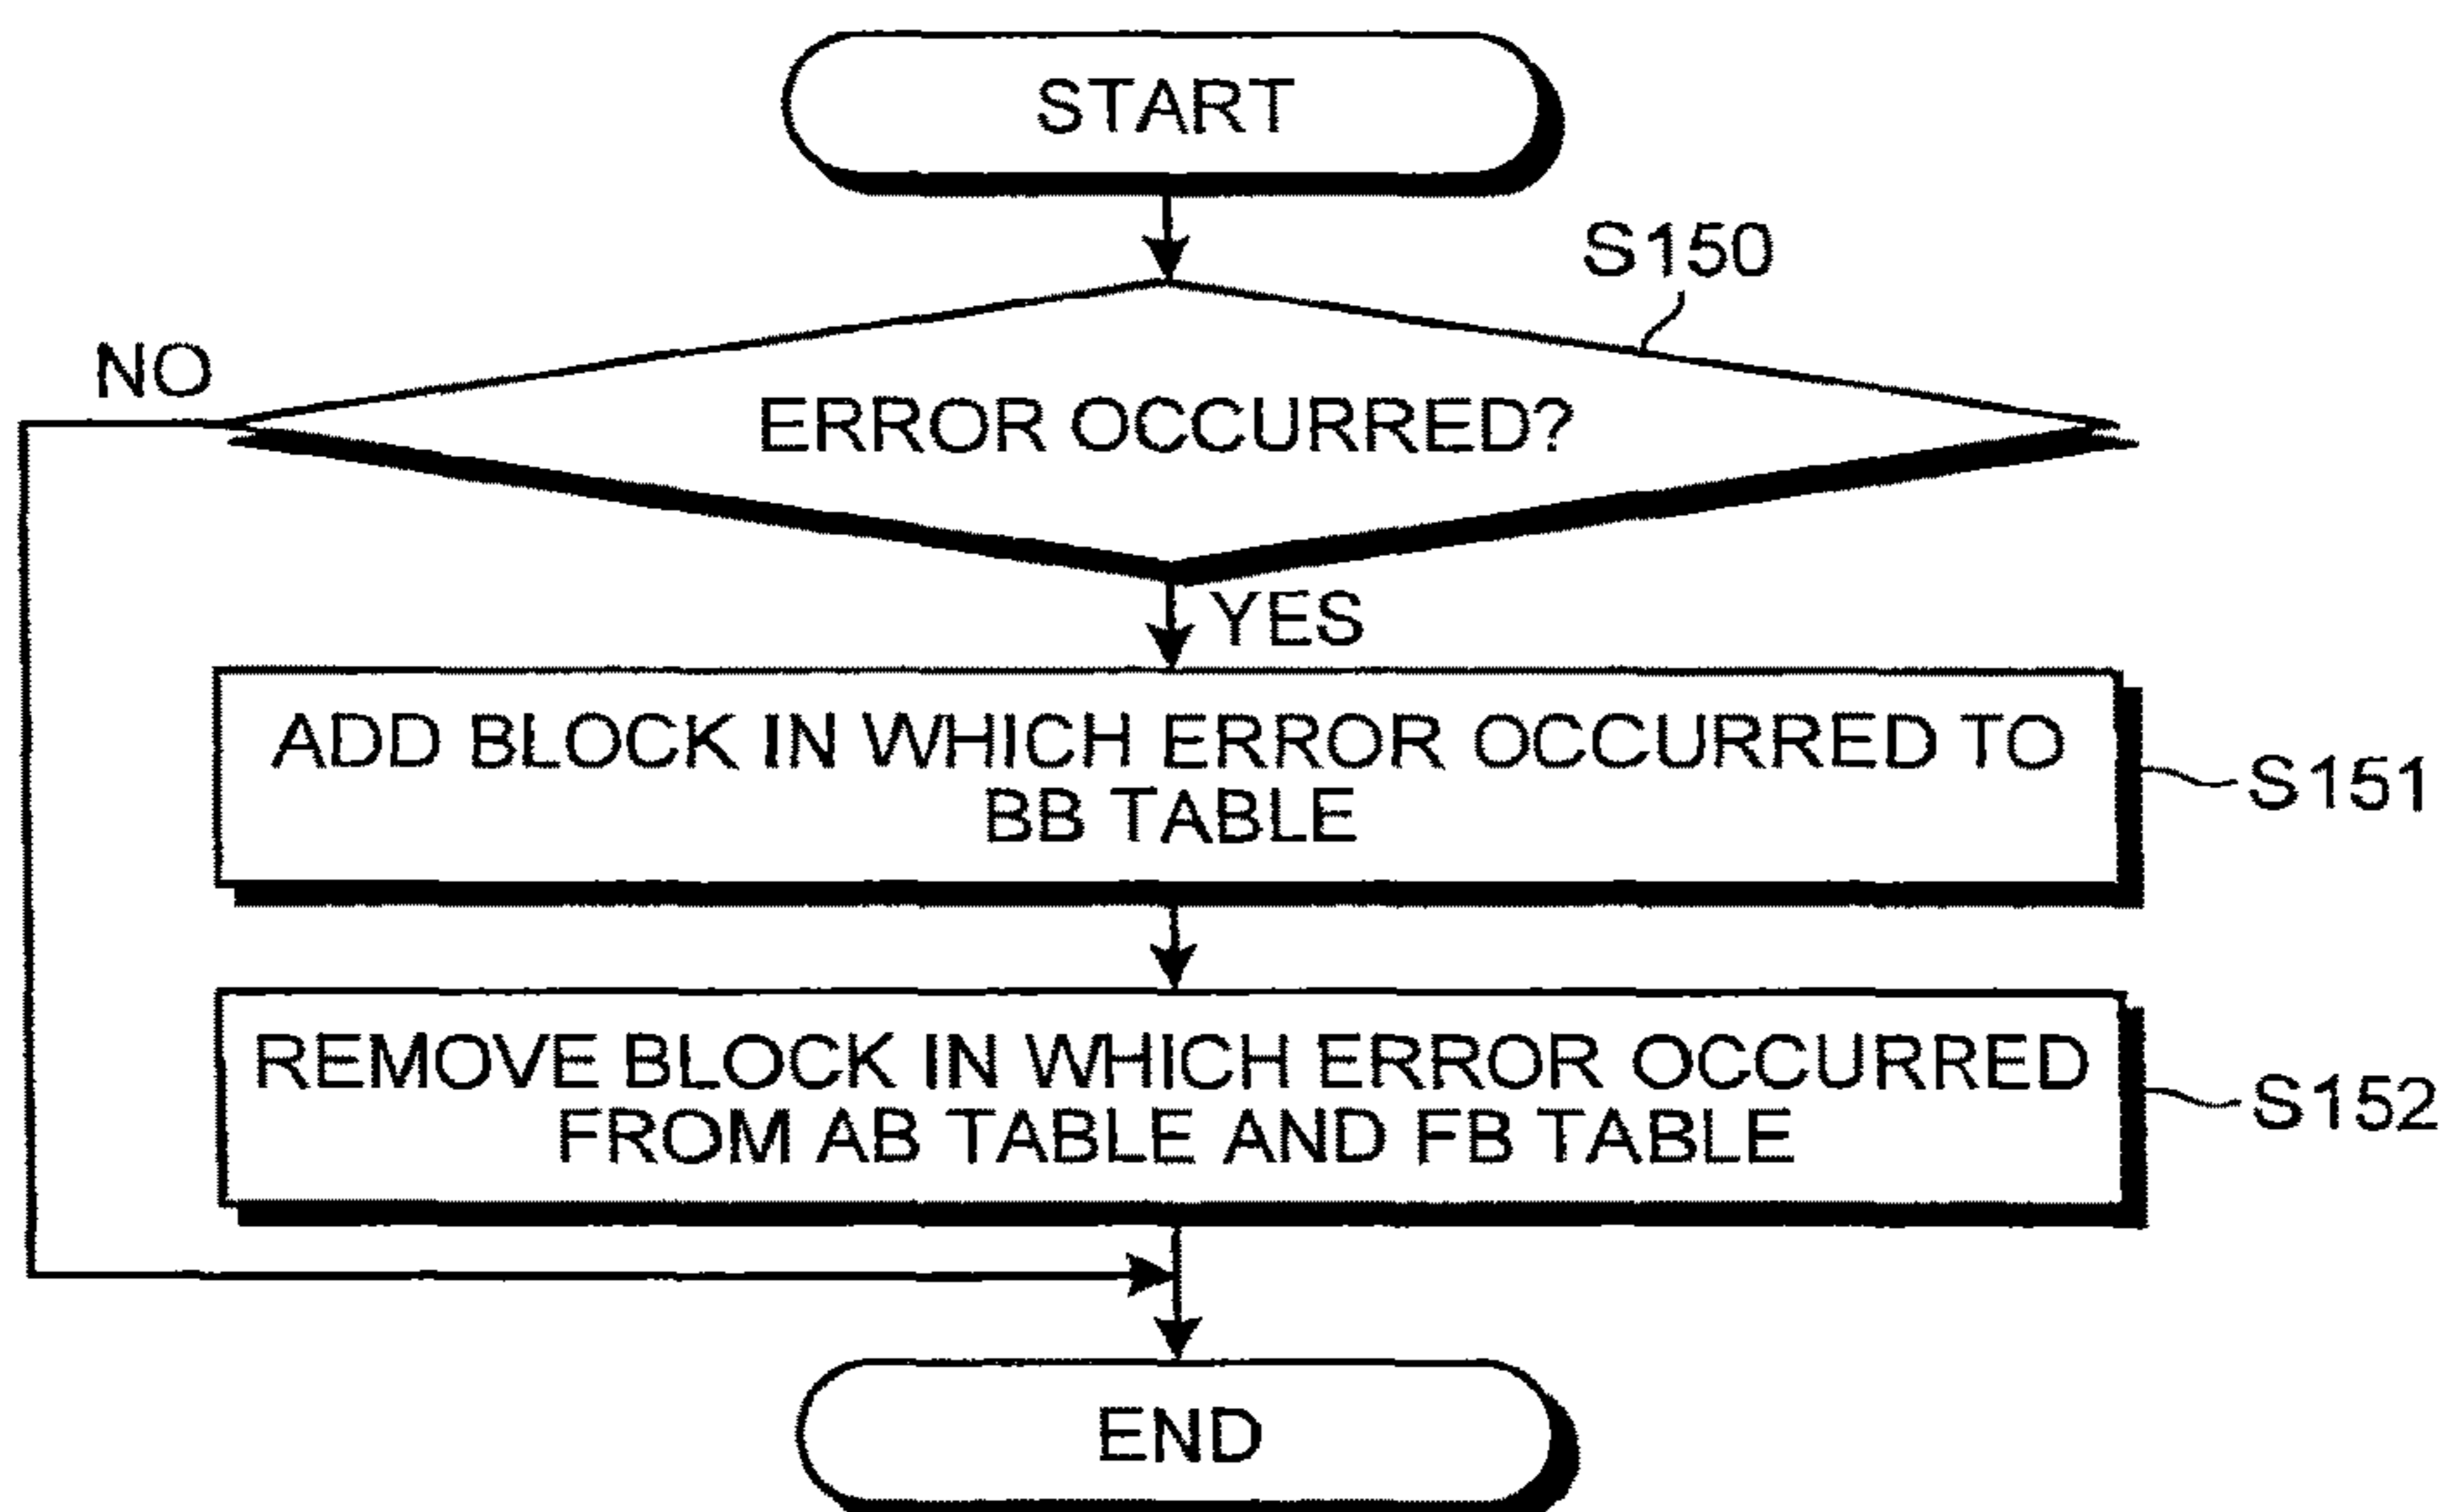 START
S150
NO
ERROR OCCURRED?
YES
ADD BLOCK IN WHICH ERROR OCCURRED TO
BB TABLE
S151
REMOVE BLOCK IN WHICH ERROR OCCURRED
FROM AB TABLE AND FB TABLE
S152
END